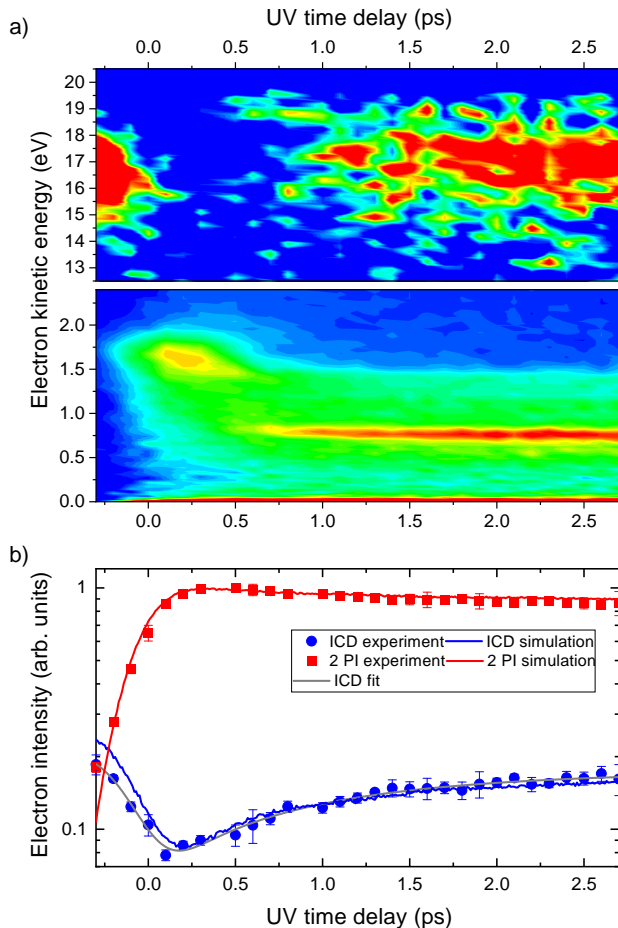 UV time delay (ps)
a)
0.0 0.5 1.0 1.5 2.0 2.5
20
19
18
17
16
15
14
13
Electron kinetic energy (eV)
2.0
1.5
1.0
0.5
0.0
0.0 0.5 1.0 1.5 2.0 2.5
b)
1
0.1
Electron intensity (arb. units)
ICD experiment ICD simulation
2 PI experiment 2 PI simulation
ICD fit
0.0 0.5 1.0 1.5 2.0 2.5
UV time delay (ps)